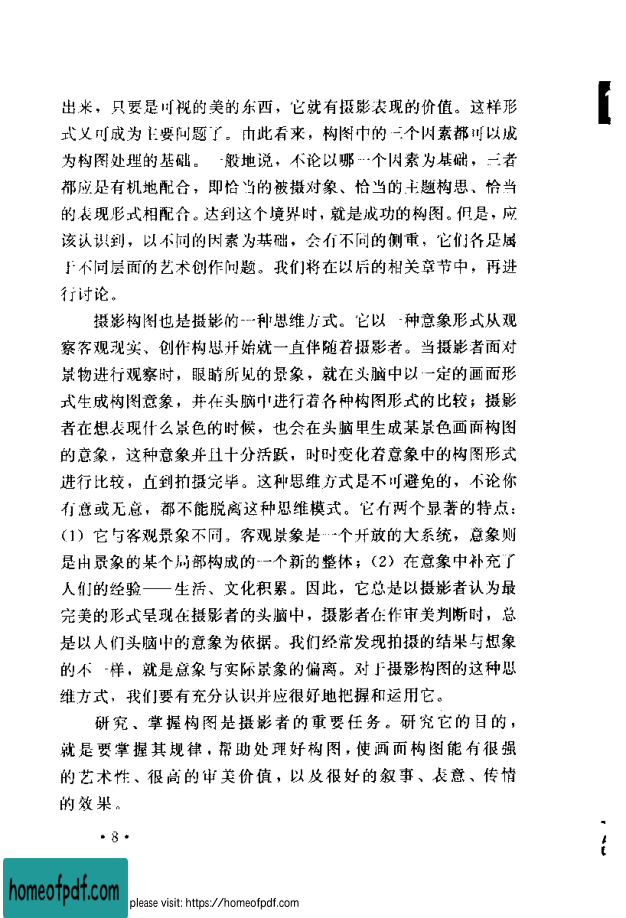 出来，只要是可视的美的东西，它就有摄影表现的价值。这样形
式又可成为主要问题了。由此看来，构图中的三个因素都可以成
为构图处理的基础。一般地说，不论以哪一个因素为基础，三者
都应是有机地配合，即恰当的被摄对象、恰当的主题构思、恰当
的表现形式相配合。达到这个境界时，就是成功的构图。但是，应
该认识到，以不同的因素为基础，会有不同的侧重，它们各是属
于不同层面的艺术创作问题。我们将在以后的相关章节中，再进
行讨论。
摄影构图也是摄影的一种思维方式。它以一种意象形式从观
察客观现实、创作构思开始就一直伴随着摄影者。当摄影者面对
景物进行观察时，眼睛所见的景象，就在头脑中以一定的画面形
式生成构图意象，并在头脑中进行着各种构图形式的比较；摄影
者在想表现什么景色的时候，也会在头脑里生成某景色画面构图
的意象，这种意象并且十分活跃，时时变化着意象中的构图形式
进行比较，直到拍摄完毕。这种思维方式是不可避免的，不论你
有意或无意，都不能脱离这种思维模式。它有两个显著的特点：
（1）它与客观景象不同。客观景象是一个开放的大系统，意象则
是由景象的某个局部构成的一个新的整体；（2）在意象中补充了
人们的经验——生活、文化积累。因此，它总是以摄影者认为最
完美的形式呈现在摄影者的头脑中，摄影者在作审美判断时，总
是以人们头脑中的意象为依据。我们经常发现拍摄的结果与想象
的不一样，就是意象与实际景象的偏离。对于摄影构图的这种思
维方式，我们要有充分认识并应很好地把握和运用它。
研究、掌握构图是摄影者的重要任务。研究它的目的，
就是要掌握其规律，帮助处理好构图，使画面构图能有很强
的艺术性、很高的审美价值，以及很好的叙事、表意、传情
的效果。
·8·
homeofpdf.com
please visit: https://homeofpdf.com